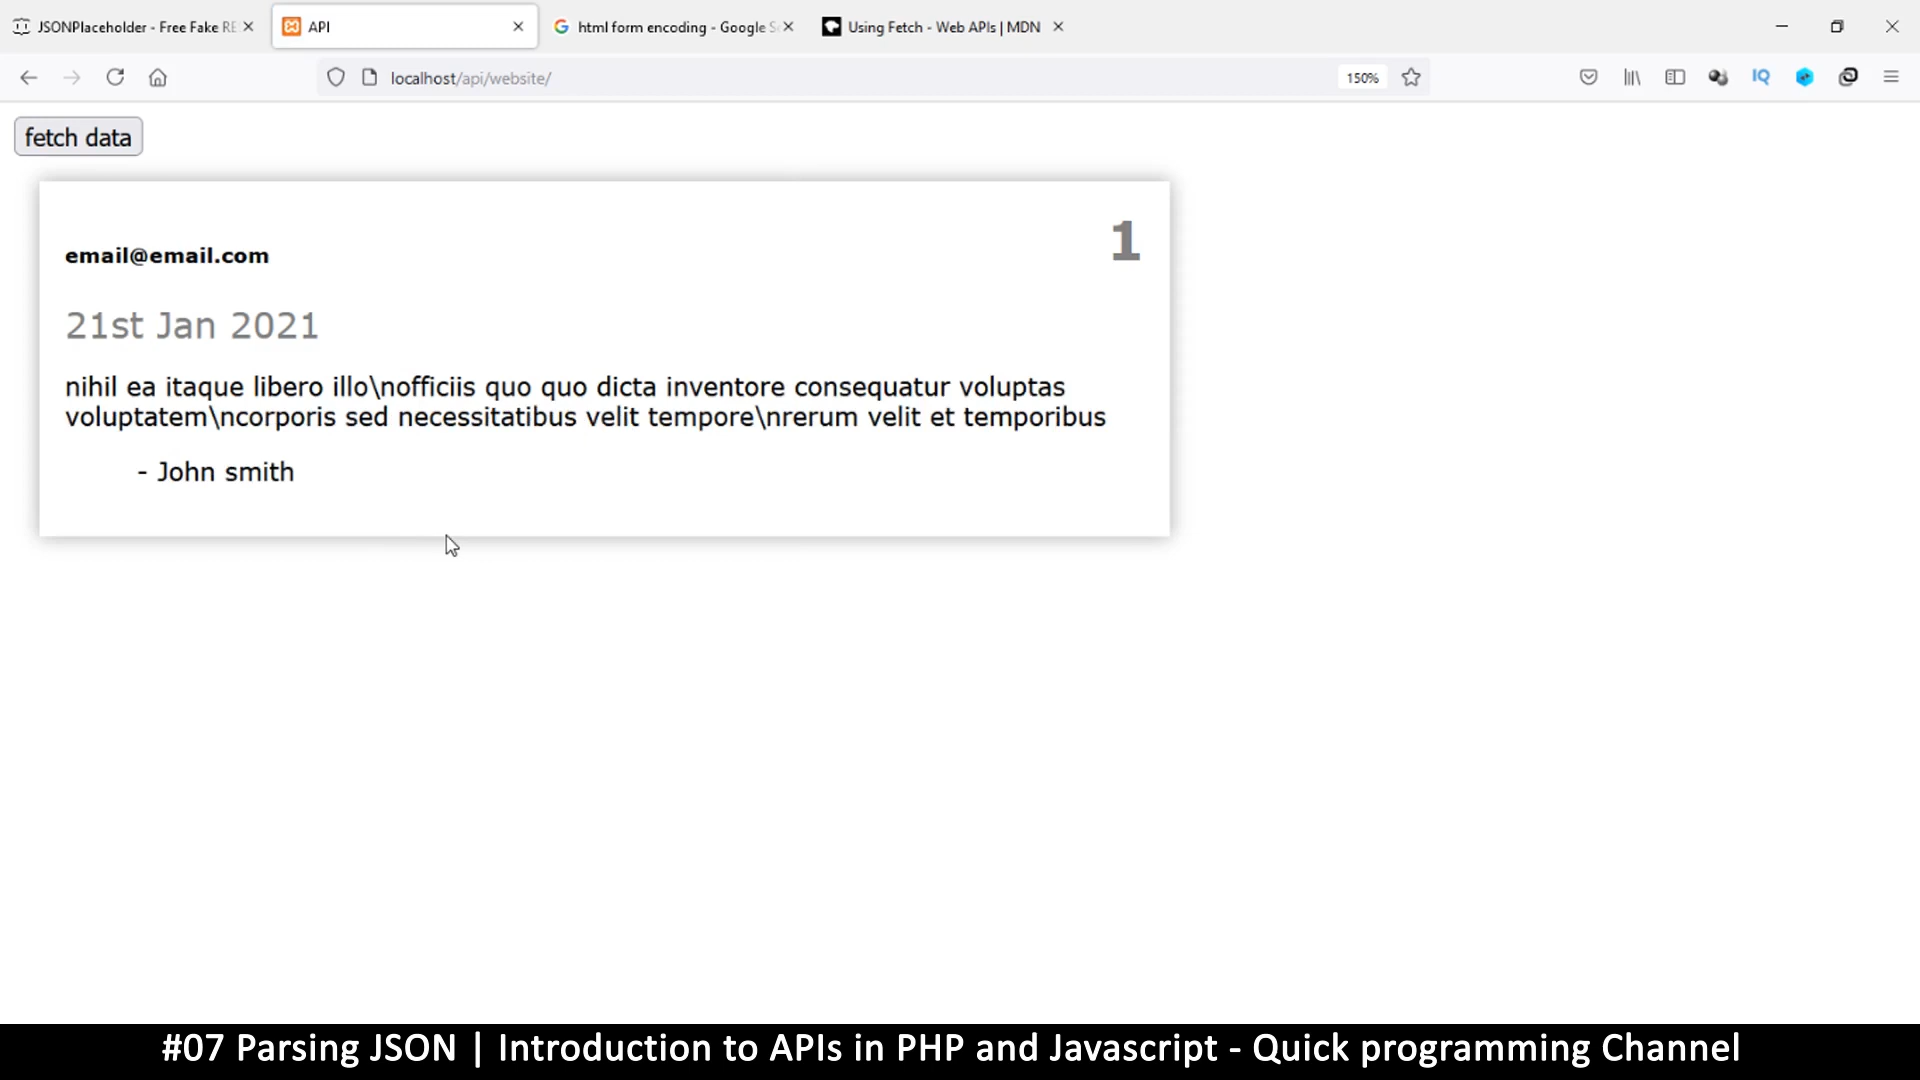 JSONPlaceholder - Free Fake RE
API
html form encoding - Google S
Using Fetch - Web APIs | MDN
localhost/api/website/
150%
IQ
fetch data
1
email@email.com
21st Jan 2021
nihil ea itaque libero illo\nofficiis quo quo dicta inventore consequatur voluptas
voluptatem\ncorporis sed necessitatibus velit tempore\nrerum velit et temporibus
- John smith
#07 Parsing JSON | Introduction to APIs in PHP and Javascript - Quick programming Channel